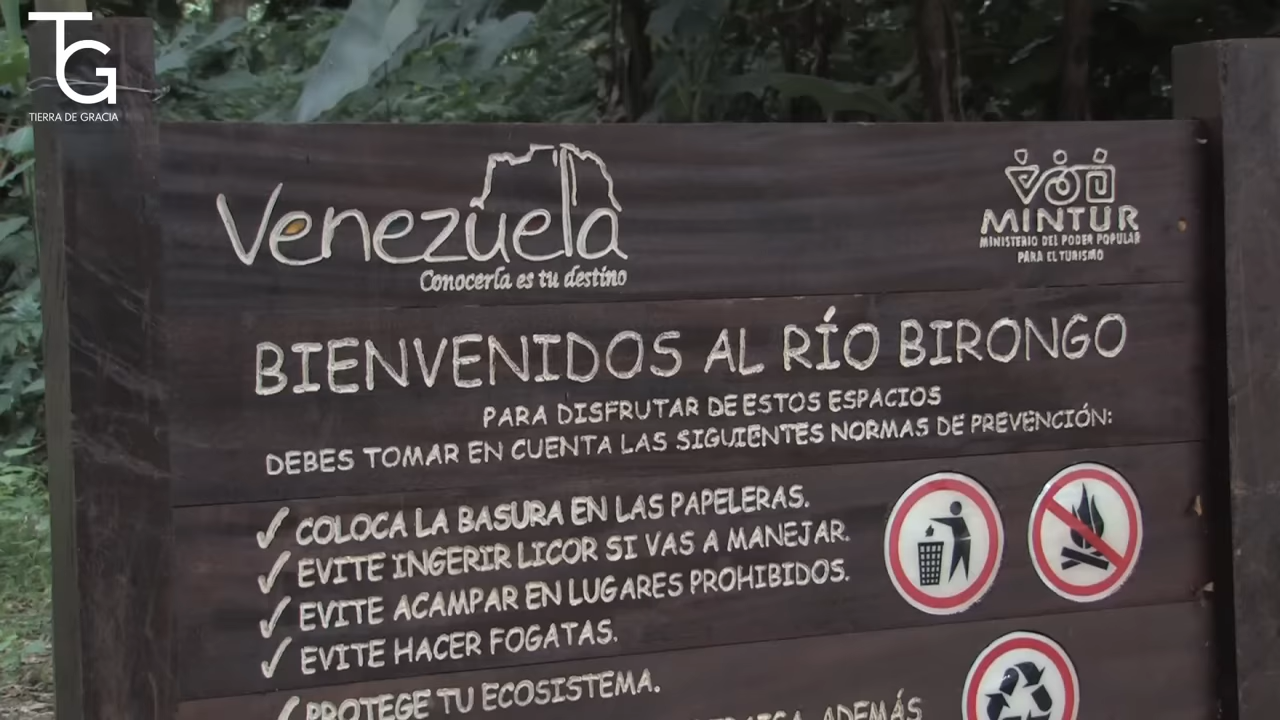 TG
TIERRA DE GRACIA
Venezuela
Conocerla es tu destino
MINTUR
MINISTERIO DEL PODER POPULAR
PARA EL TURISMO
BIENVENIDOS AL RÍO BIRONGO
PARA DISFRUTAR DE ESTOS ESPACIOS
DEBES TOMAR EN CUENTA LAS SIGUIENTES NORMAS DE PREVENCIÓN:
COLOCA LA BASURA EN LAS PAPELERAS.
EVITE INGERIR LICOR SI VAS A MANEJAR.
EVITE ACAMPAR EN LUGARES PROHIBIDOS.
EVITE HACER FOGATAS.
PROTEGE TU ECOSISTEMA.
ADEMÁS